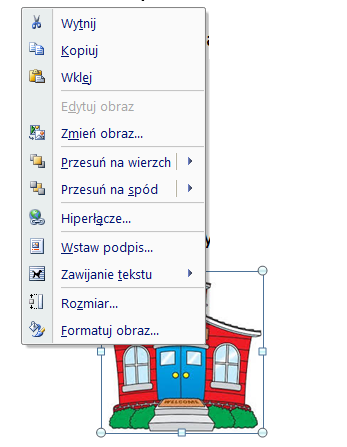 Wytnij
Kopiuj
Wklej
Edytuj obraz
Zmień obraz...
Przesuń na wierzch
Przesuń na spód
Hiperłącze...
Wstaw podpis...
Zawijanie tekstu
Rozmiar...
Formatuj obraz...
WELCOME